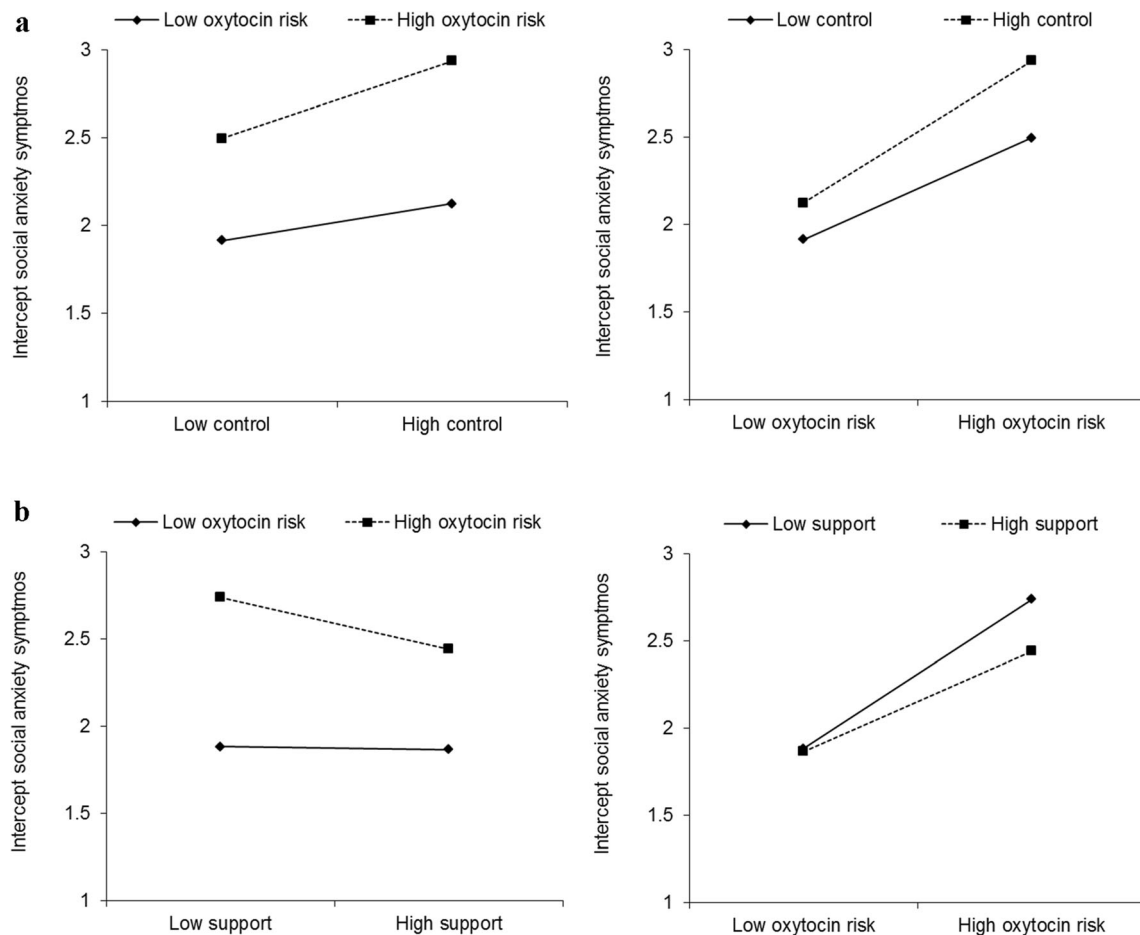 a
Low oxytocin risk High oxytocin risk
Intercept social anxiety symptmos
3
2.5
2
1.5
1
Low control High control
Low control High control
Intercept social anxiety symptmos
3
2.5
2
1.5
1
Low oxytocin risk High oxytocin risk
b
Low oxytocin risk High oxytocin risk
Intercept social anxiety symptmos
3
2.5
2
1.5
1
Low support High support
Low support High support
Intercept social anxiety symptmos
3
2.5
2
1.5
1
Low oxytocin risk High oxytocin risk